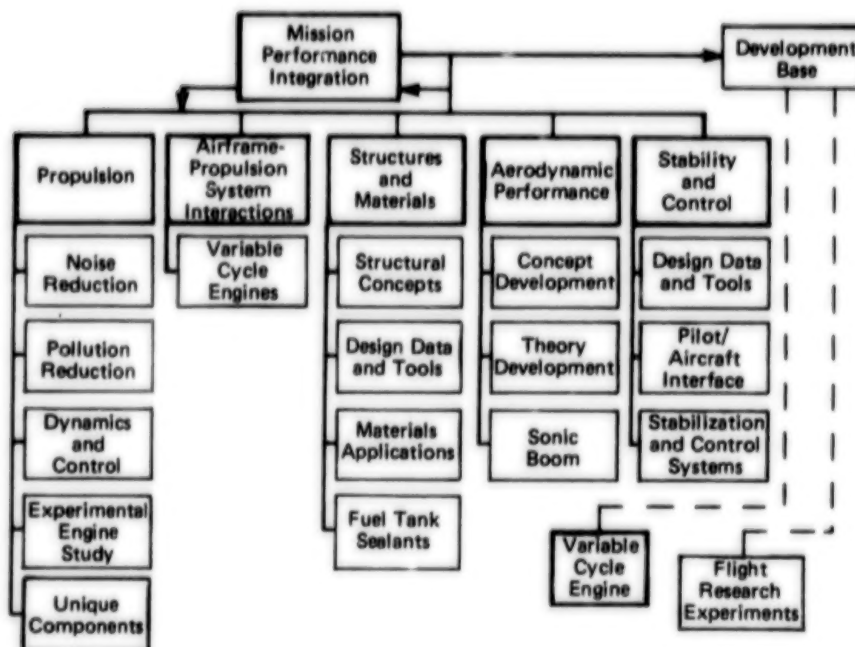 Mission
Performance
Integration
Development
Base
Propulsion
Airframe-
Propulsion
System
Interactions
Structures
and
Materials
Aerodynamic
Performance
Stability
and
Control
Noise
Reduction
Pollution
Reduction
Dynamics
and
Control
Experimental
Engine
Study
Unique
Components
Variable
Cycle
Engines
Structural
Concepts
Design Data
and Tools
Materials
Applications
Fuel Tank
Sealants
Concept
Development
Theory
Development
Sonic
Boom
Design Data
and Tools
Pilot/
Aircraft
Interface
Stabilization
and Control
Systems
Variable
Cycle
Engine
Flight
Research
Experiments